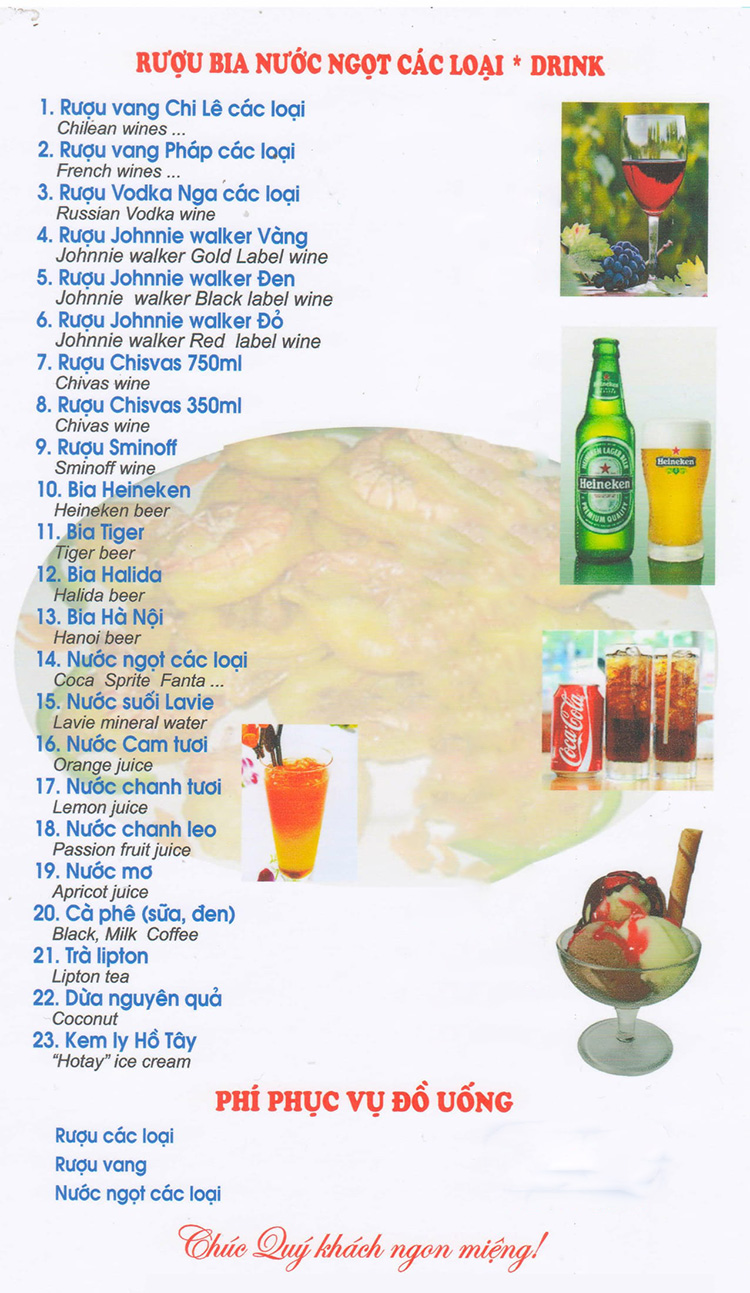 RƯỢU BIA NƯỚC NGỌT CÁC LOẠI * DRINK
1. Rượu vang Chi Lê các loại
Chilean wines ...
2. Rượu vang Pháp các loại
French wines ...
3. Rượu Vodka Nga các loại
Russian Vodka wine
4. Rượu Johnnie walker Vàng
Johnnie walker Gold Label wine
5. Rượu Johnnie walker Đen
Johnnie walker Black label wine
6. Rượu Johnnie walker Đỏ
Johnnie walker Red label wine
7. Rượu Chisvas 750ml
Chivas wine
8. Rượu Chisvas 350ml
Chivas wine
9. Rượu Sminoff
Sminoff wine
10. Bia Heineken
Heineken beer
11. Bia Tiger
Tiger beer
12. Bia Halida
Halida beer
13. Bia Hà Nội
Hanoi beer
14. Nước ngọt các loại
Coca Sprite Fanta ...
15. Nước suối Lavie
Lavie mineral water
16. Nước Cam tươi
Orange juice
17. Nước chanh tươi
Lemon juice
18. Nước chanh leo
Passion fruit juice
19. Nước mơ
Apricot juice
20. Cà phê (sữa, đen)
Black, Milk Coffee
21. Trà lipton
Lipton tea
22. Dừa nguyên quả
Coconut
23. Kem ly Hồ Tây
“Hotay” ice cream
HEINEKEN LAGER BEER
Heineken
PREMIUM QUALITY
Heineken
Coca-Cola
PHÍ PHỤC VỤ ĐỒ UỐNG
Rượu các loại
Rượu vang
Nước ngọt các loại
Chúc Quý khách ngon miệng!